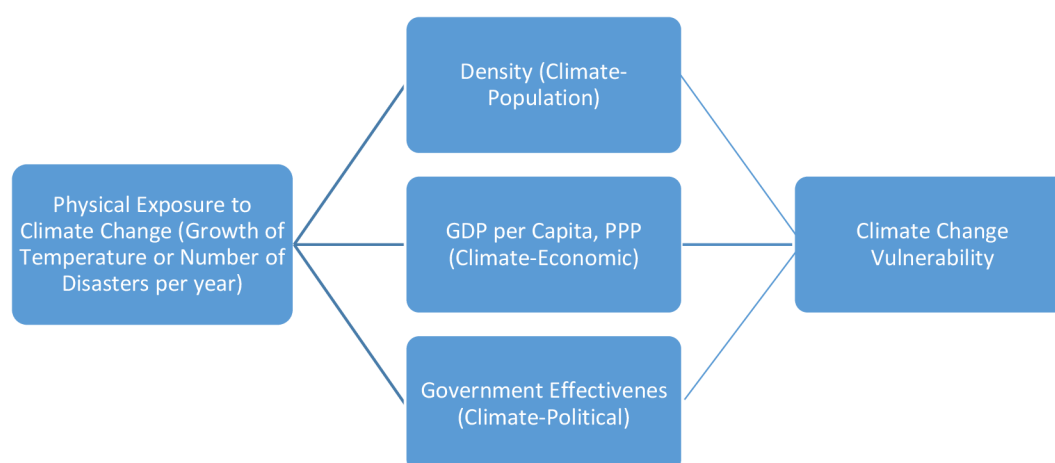 Density (Climate-
Population)
Physical Exposure to
Climate Change (Growth of
Temperature or Number of
Disasters per year)
GDP per Capita, PPP
(Climate-Economic)
Climate Change
Vulnerability
Government Effectivenes
(Climate-Political)